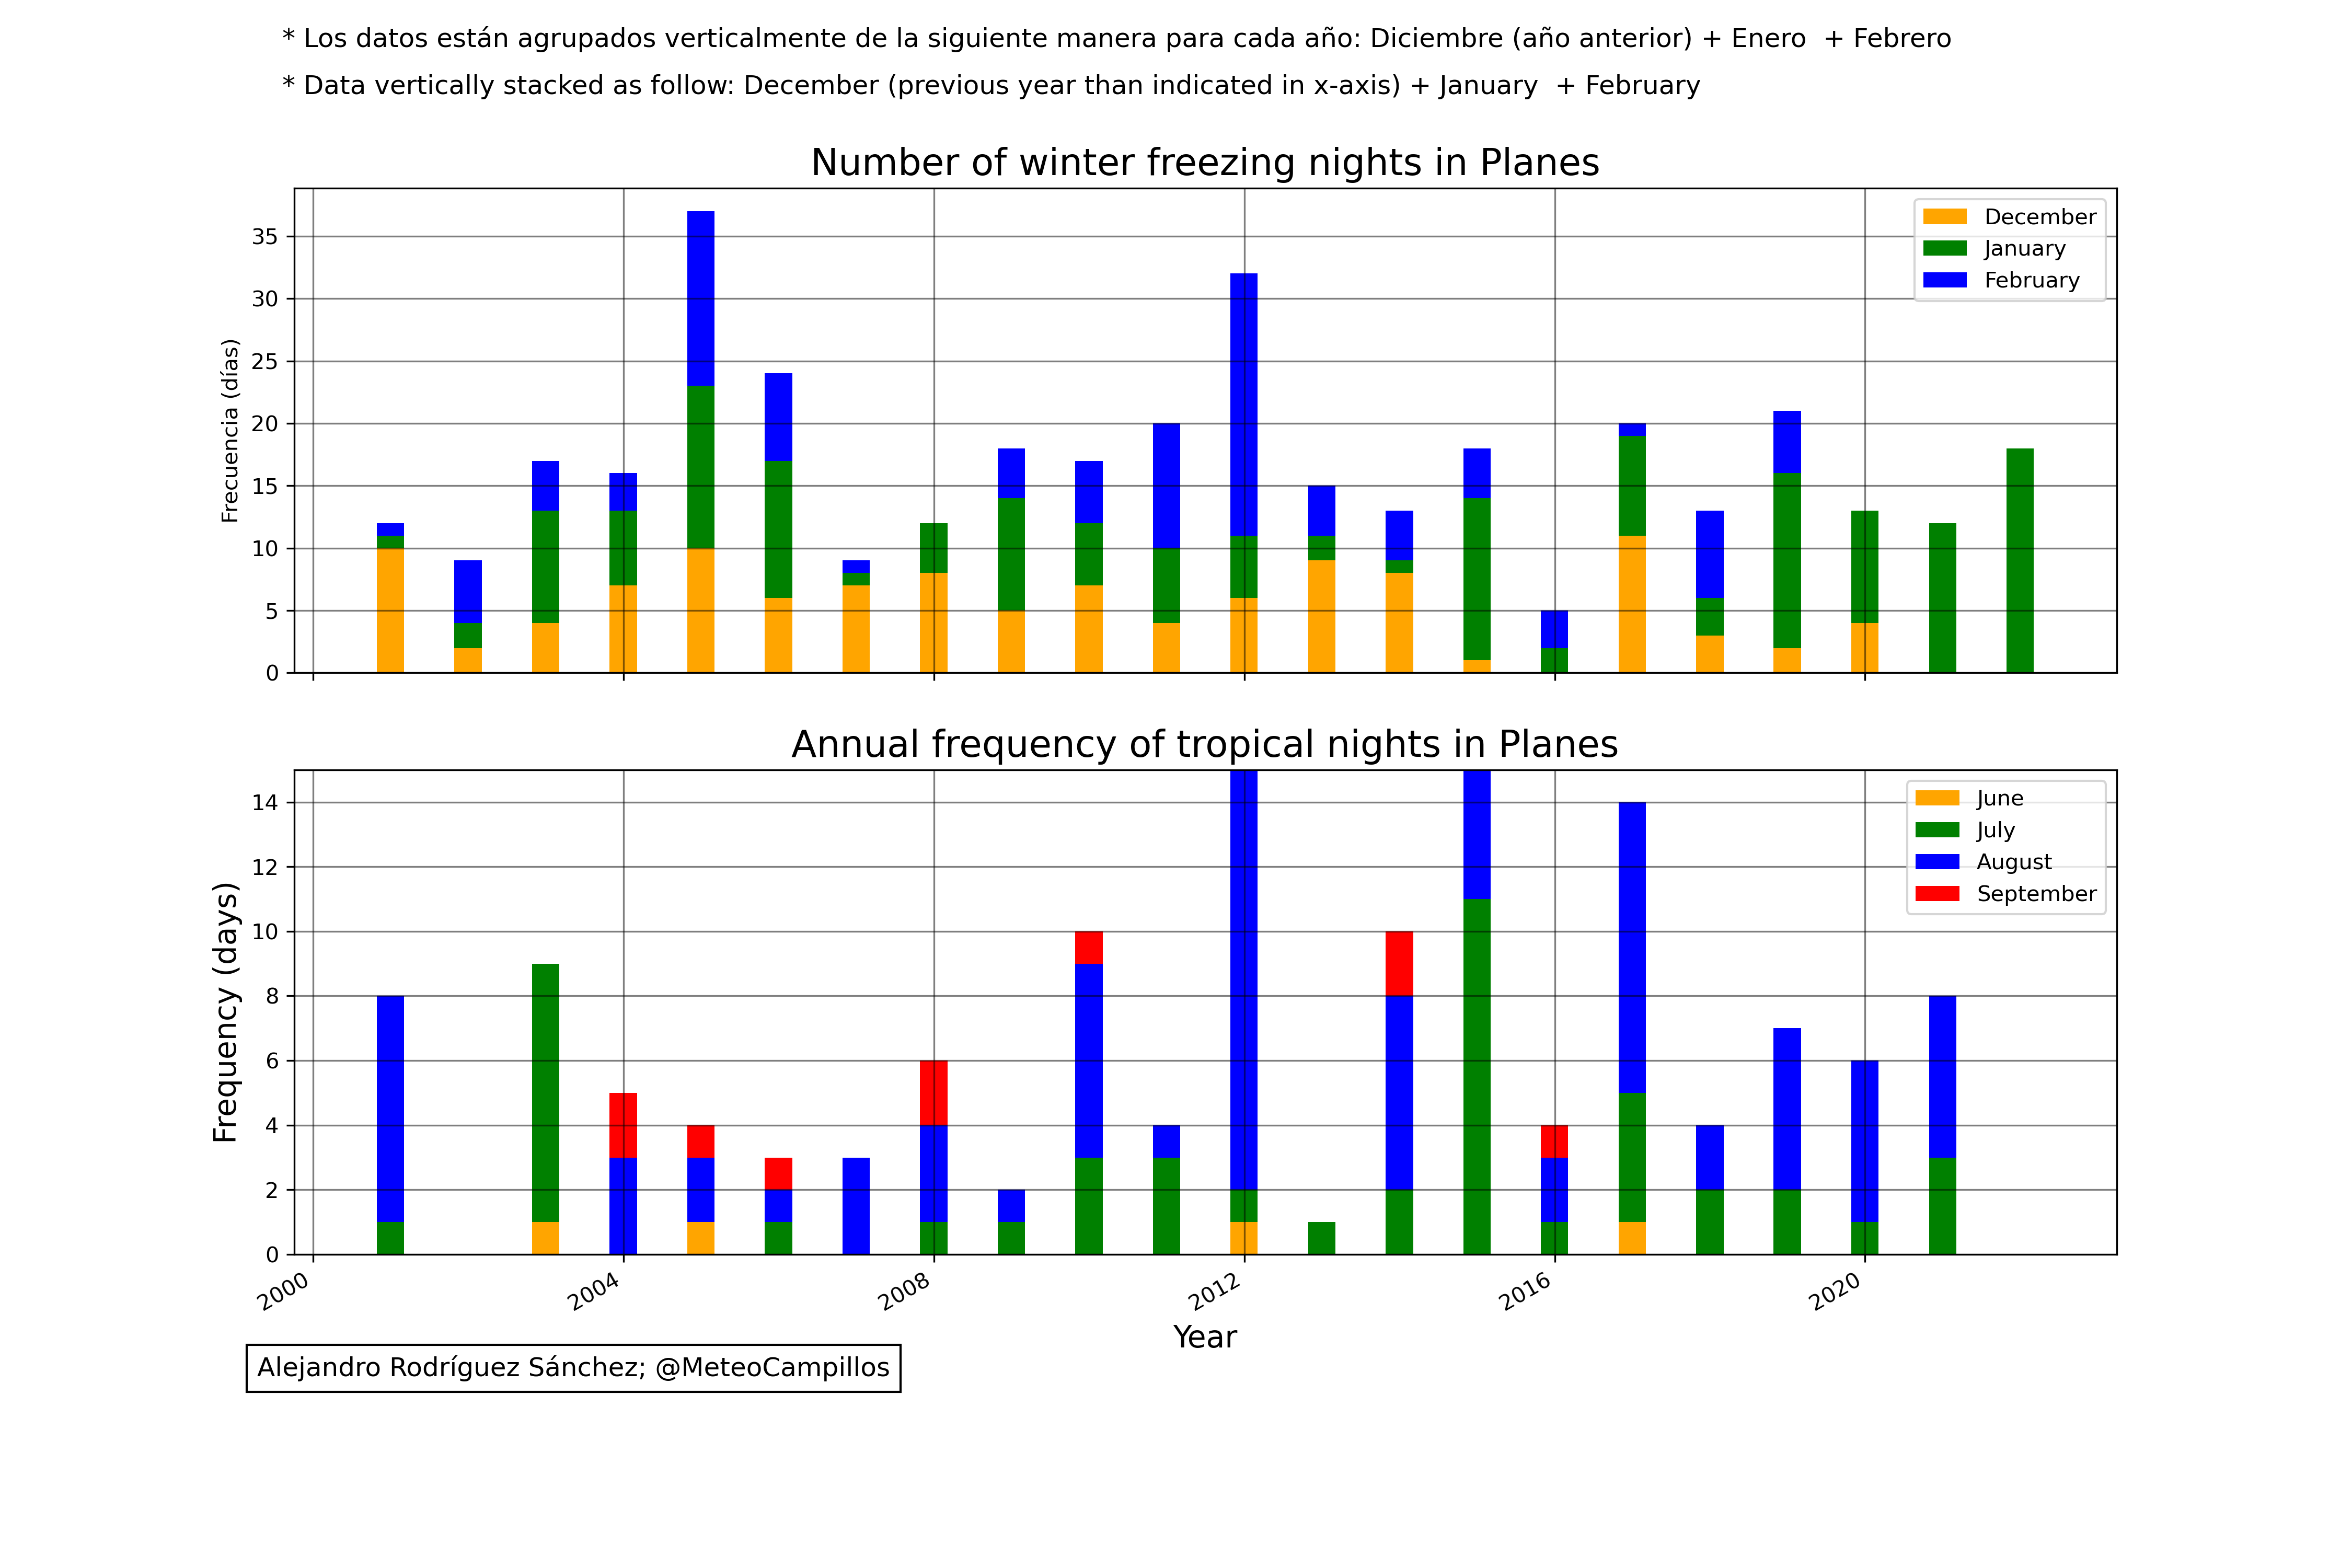 * Los datos están agrupados verticalmente de la siguiente manera para cada año: Diciembre (año anterior) + Enero  + Febrero
* Data vertically stacked as follow: December (previous year than indicated in x-axis) + January  + February
Number of winter freezing nights in Planes
Frecuencia (días)
35
30
25
20
15
10
5
0
December
January
February
Annual frequency of tropical nights in Planes
Frequency (days)
14
12
10
8
6
4
2
0
June
July
August
September
2000
2004
2008
2012
2016
2020
Year
Alejandro Rodríguez Sánchez; @MeteoCampillos